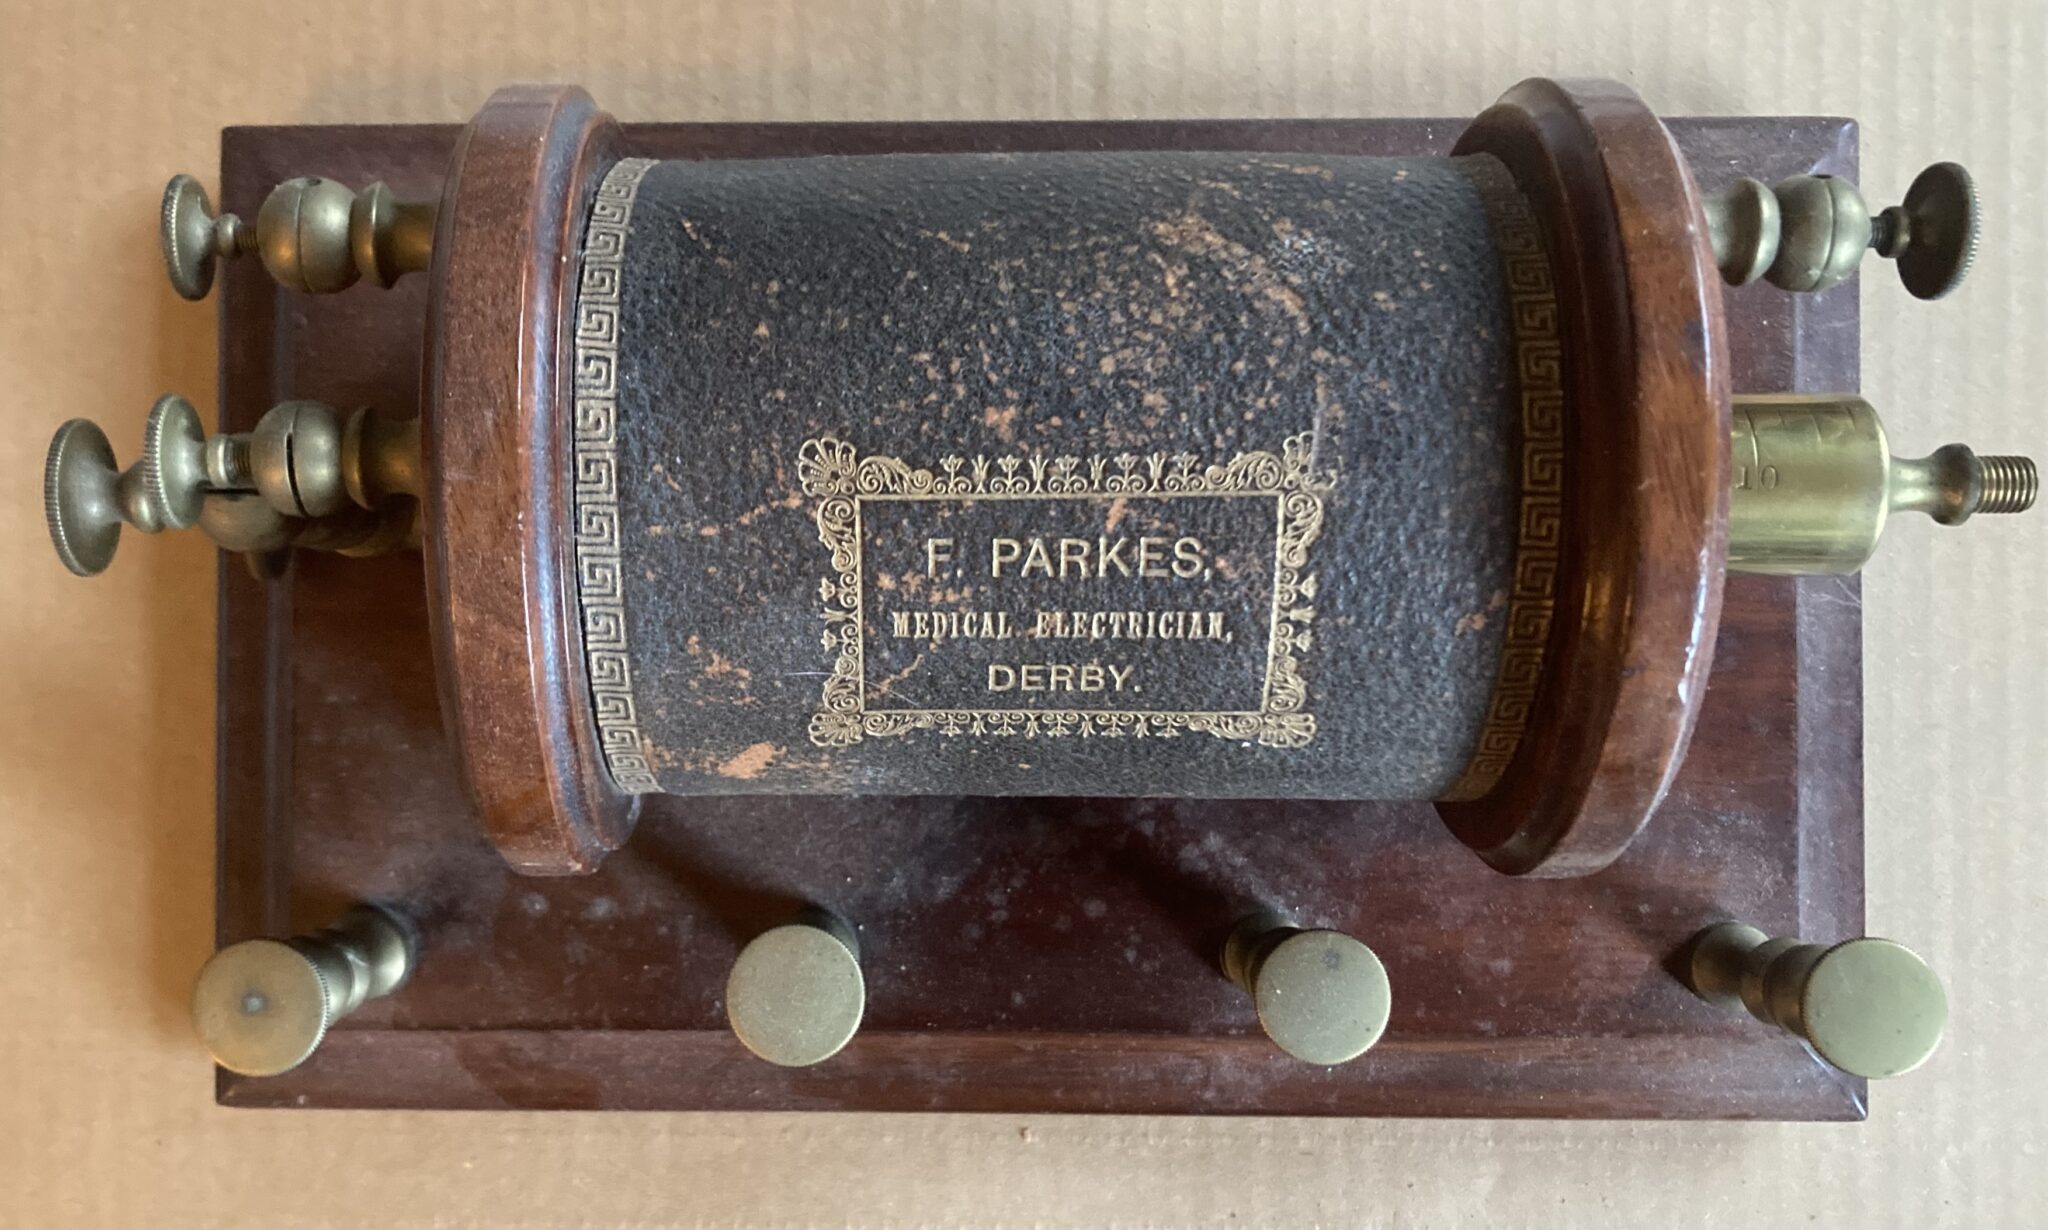 F. PARKES,
MEDICAL ELECTRICIAN,
DERBY.
10